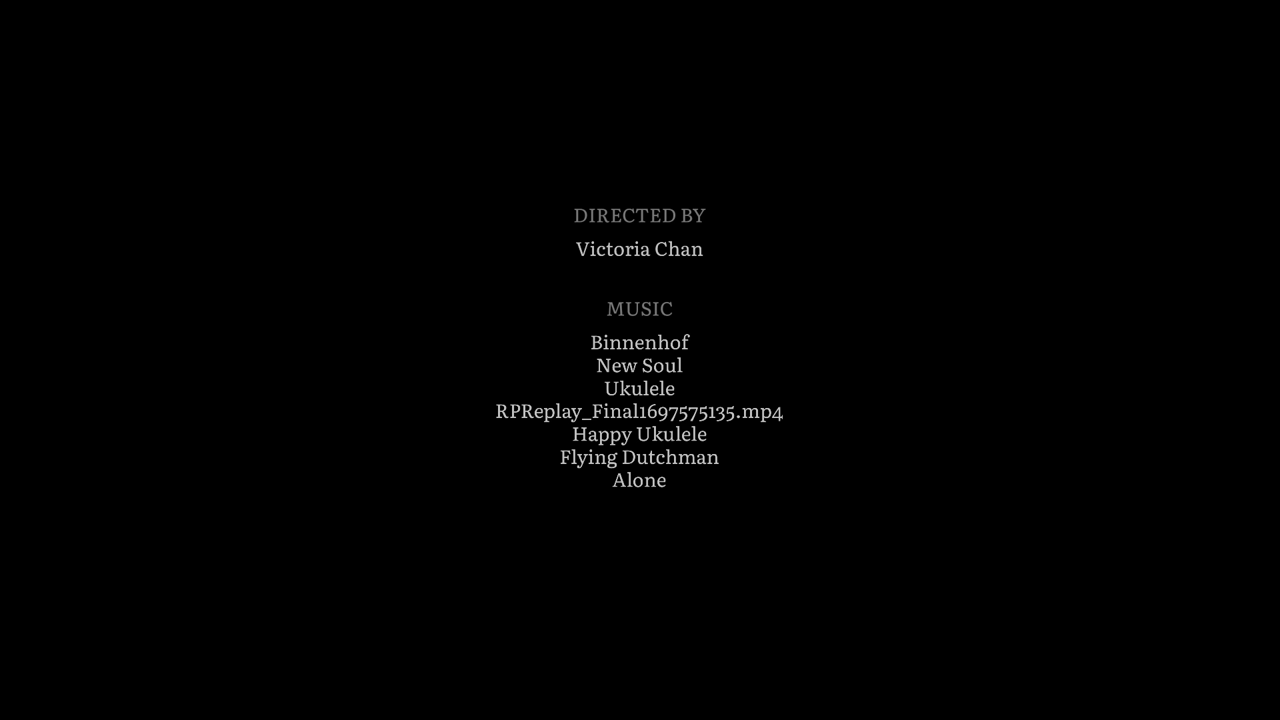 DIRECTED BY
Victoria Chan
MUSIC
Binnenhof
New Soul
Ukulele
RPReplay_Final1697575135.mp4
Happy Ukulele
Flying Dutchman
Alone